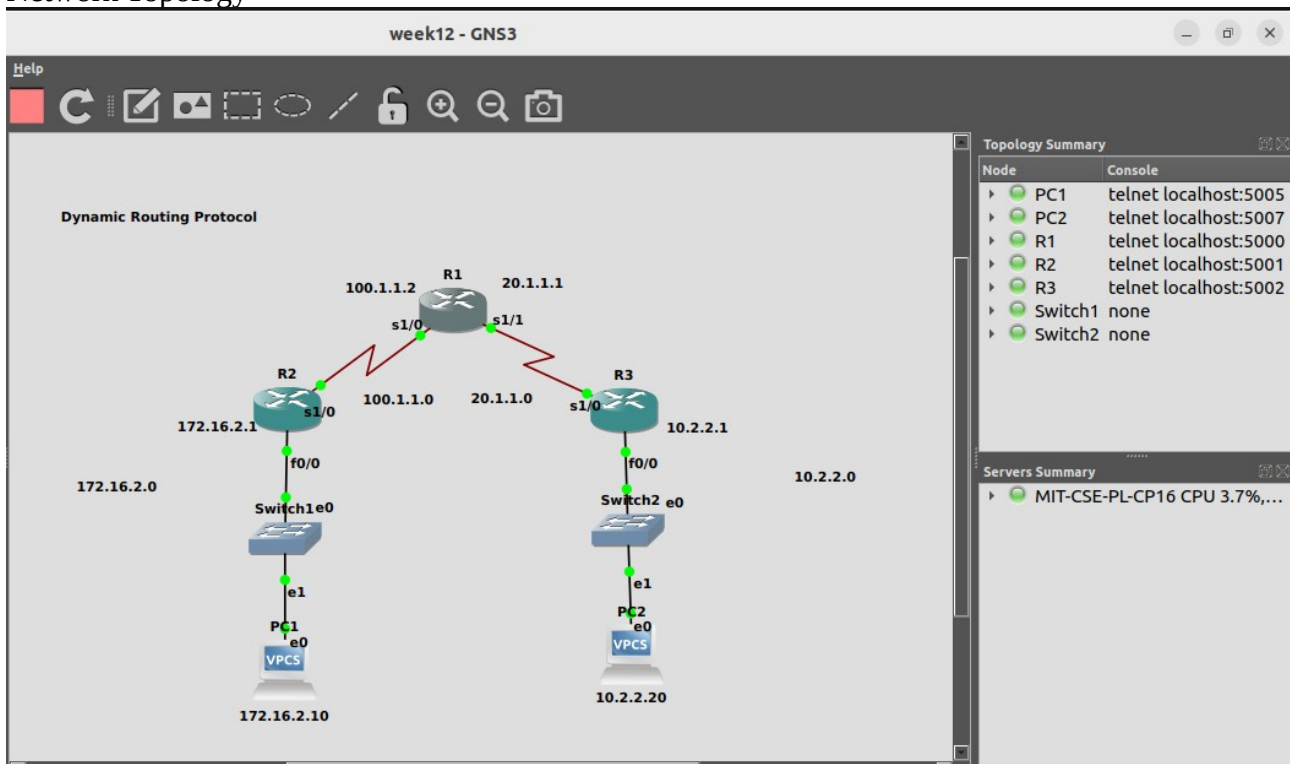 Network Topology
week12 - GNS3
Help
Topology Summary
Node Console
PC1 telnet localhost:5005
PC2 telnet localhost:5007
R1 telnet localhost:5000
R2 telnet localhost:5001
R3 telnet localhost:5002
Switch1 none
Switch2 none
Servers Summary
MIT-CSE-PL-CP16 CPU 3.7%,...
Dynamic Routing Protocol
R1
100.1.1.2
20.1.1.1
s1/0
s1/1
R2
R3
100.1.1.0
20.1.1.0
s1/0
s1/0
172.16.2.1
10.2.2.1
f0/0
f0/0
172.16.2.0
10.2.2.0
Switch1 e0
Switch2 e0
e1
e1
PC1
PC2
e0
e0
VPCS
VPCS
172.16.2.10
10.2.2.20